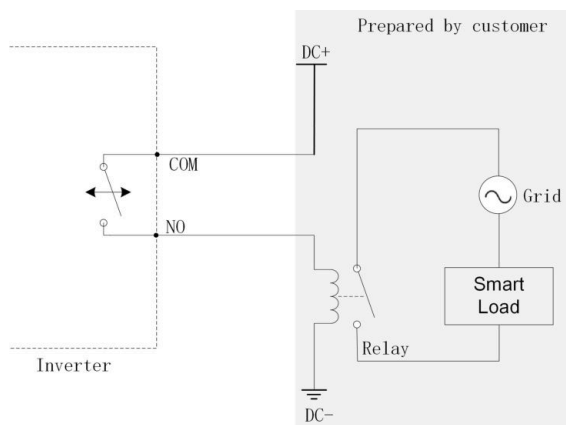 Prepared by customer
DC+
COM
Grid
NO
Smart
Load
Relay
Inverter
DC-